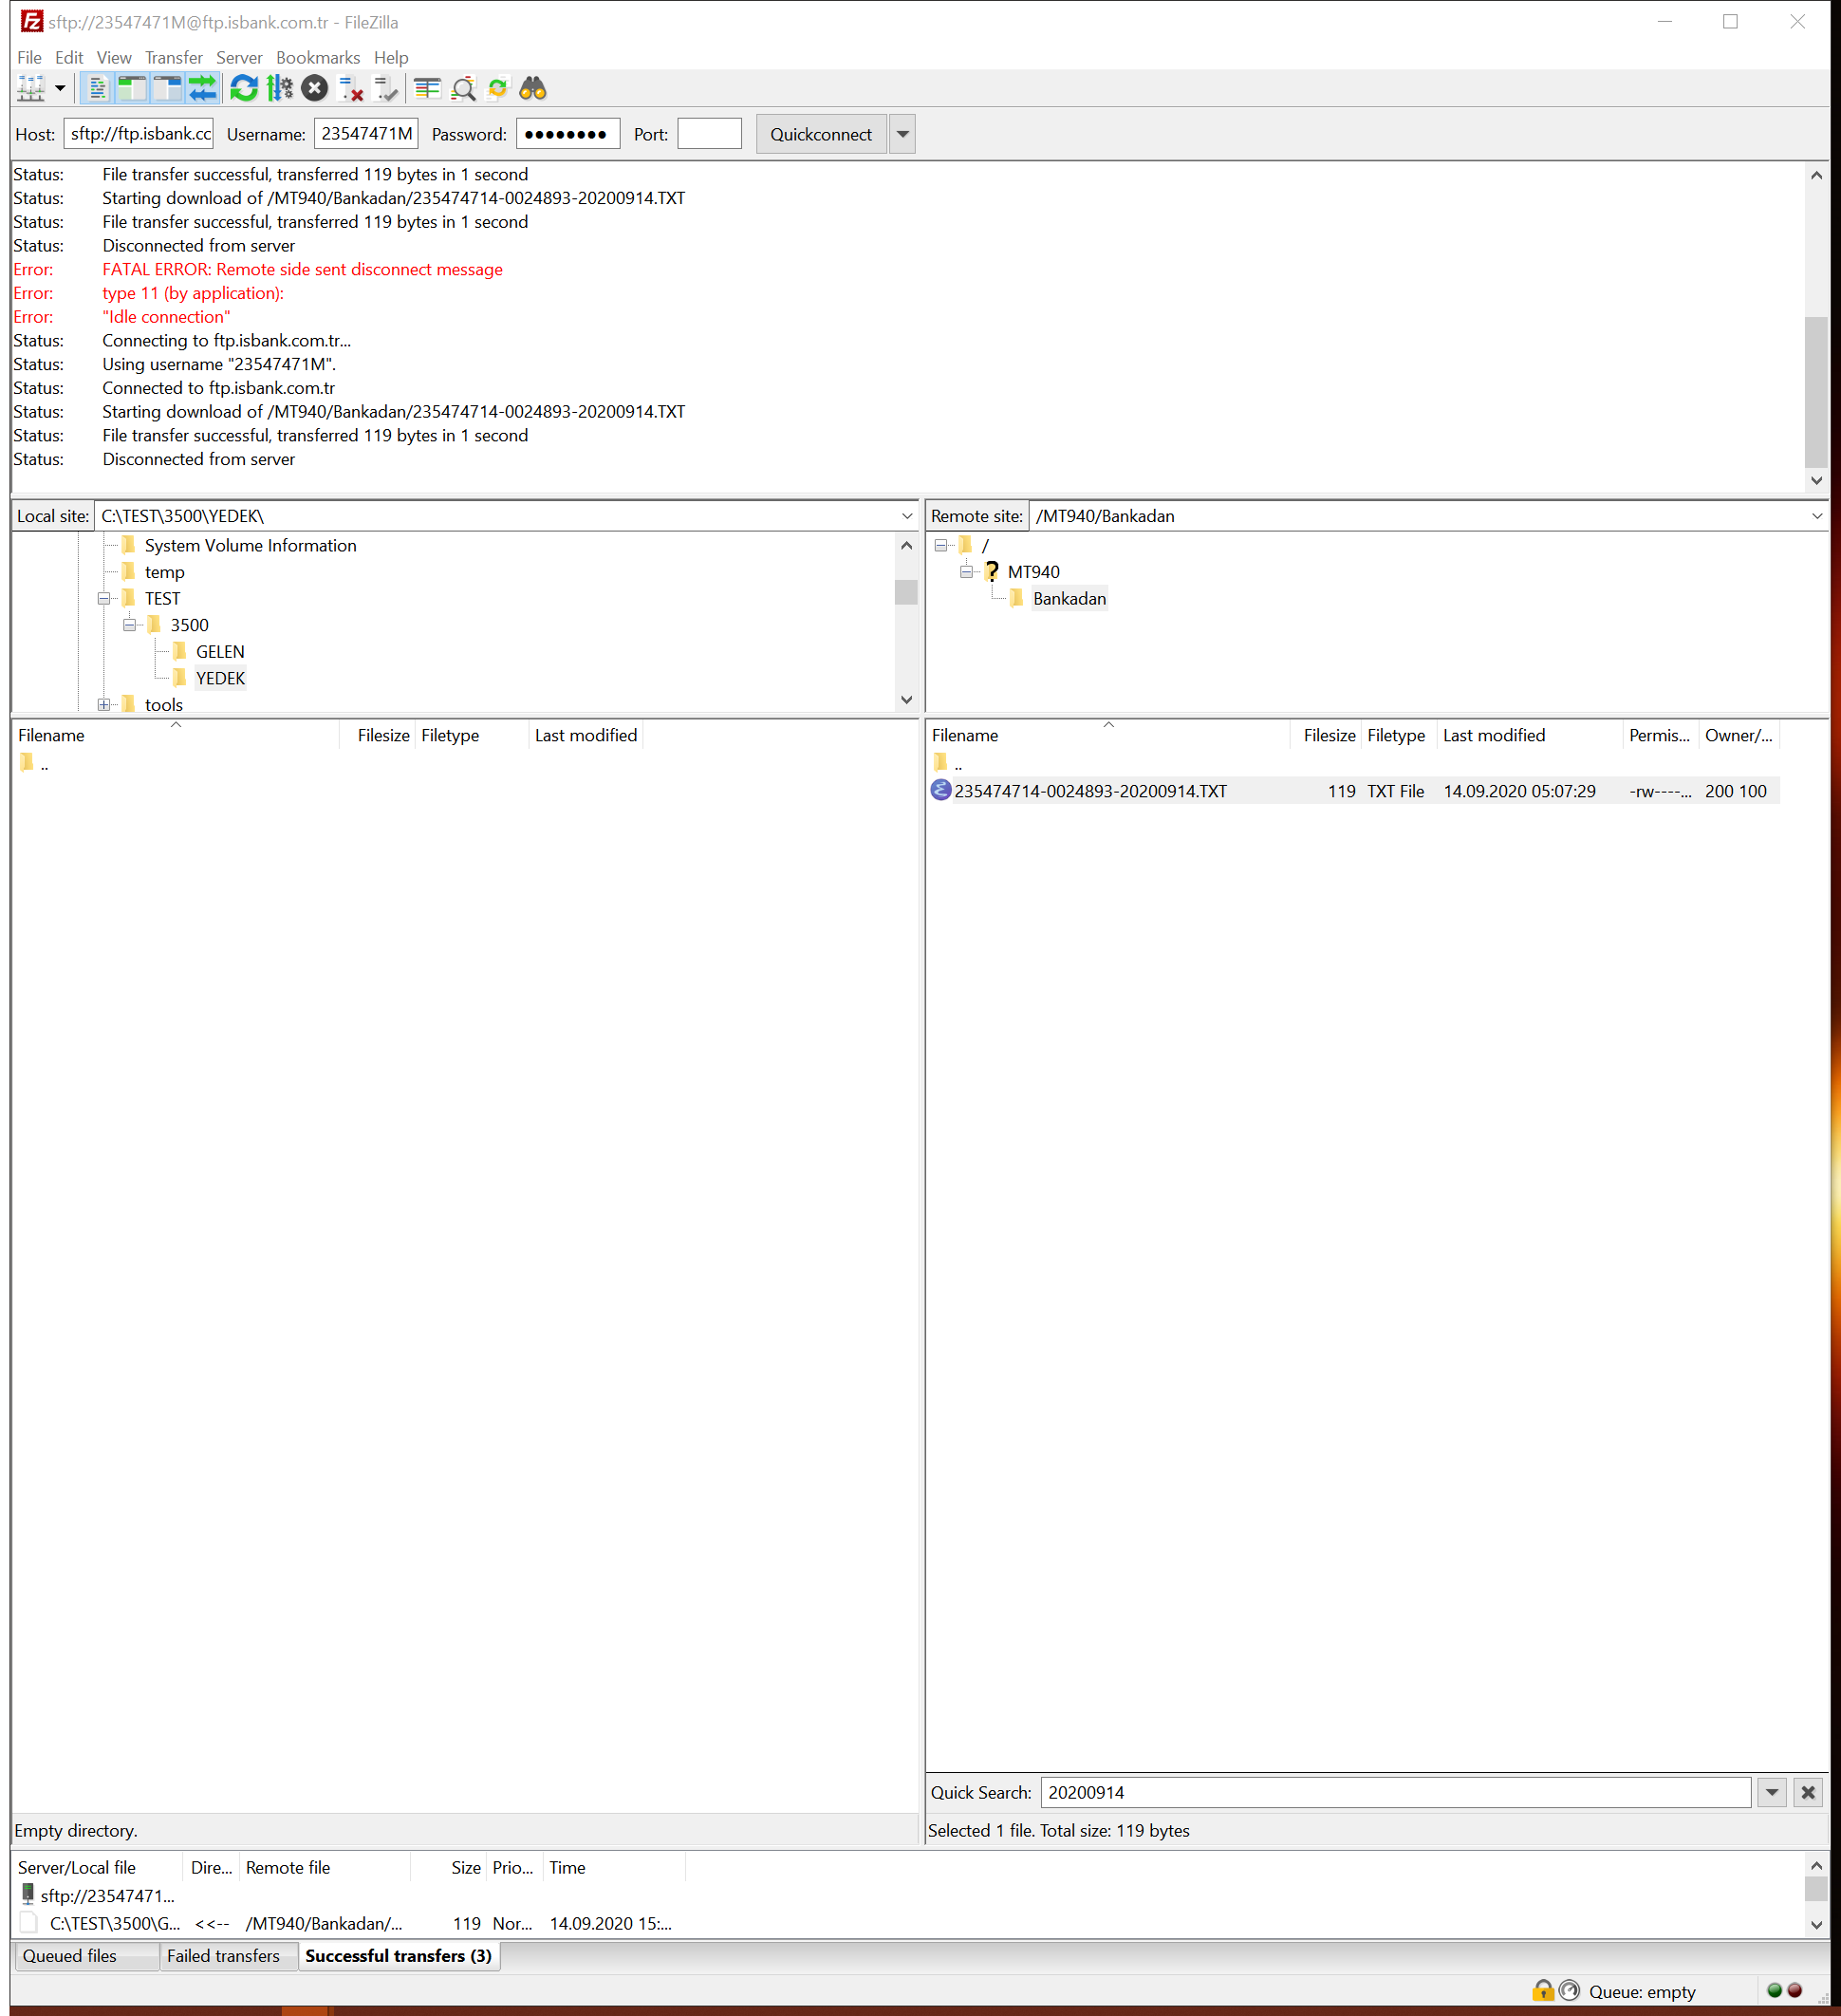 sftp://23547471M@ftp.isbank.com.tr - FileZilla
File Edit View Transfer Server Bookmarks Help
Host: sftp://ftp.isbank.cc Username: 23547471M Password: ●●●●●●●● Port: Quickconnect
Status: File transfer successful, transferred 119 bytes in 1 second
Status: Starting download of /MT940/Bankadan/235474714-0024893-20200914.TXT
Status: File transfer successful, transferred 119 bytes in 1 second
Status: Disconnected from server
Error: FATAL ERROR: Remote side sent disconnect message
Error: type 11 (by application):
Error: "Idle connection"
Status: Connecting to ftp.isbank.com.tr...
Status: Using username "23547471M".
Status: Connected to ftp.isbank.com.tr
Status: Starting download of /MT940/Bankadan/235474714-0024893-20200914.TXT
Status: File transfer successful, transferred 119 bytes in 1 second
Status: Disconnected from server
Local site: C:\TEST\3500\YEDEK\
System Volume Information
temp
TEST
3500
GELEN
YEDEK
tools
Remote site: /MT940/Bankadan
/
? MT940
Bankadan
Filename Filesize Filetype Last modified
..
Filename Filesize Filetype Last modified Permis... Owner/...
..
235474714-0024893-20200914.TXT 119 TXT File 14.09.2020 05:07:29 -rw----... 200 100
Quick Search: 20200914
Empty directory.
Selected 1 file. Total size: 119 bytes
Server/Local file Dire... Remote file Size Prio... Time
sftp://23547471...
C:\TEST\3500\G... <<-- /MT940/Bankadan/... 119 Nor... 14.09.2020 15:...
Queued files Failed transfers Successful transfers (3)
Queue: empty